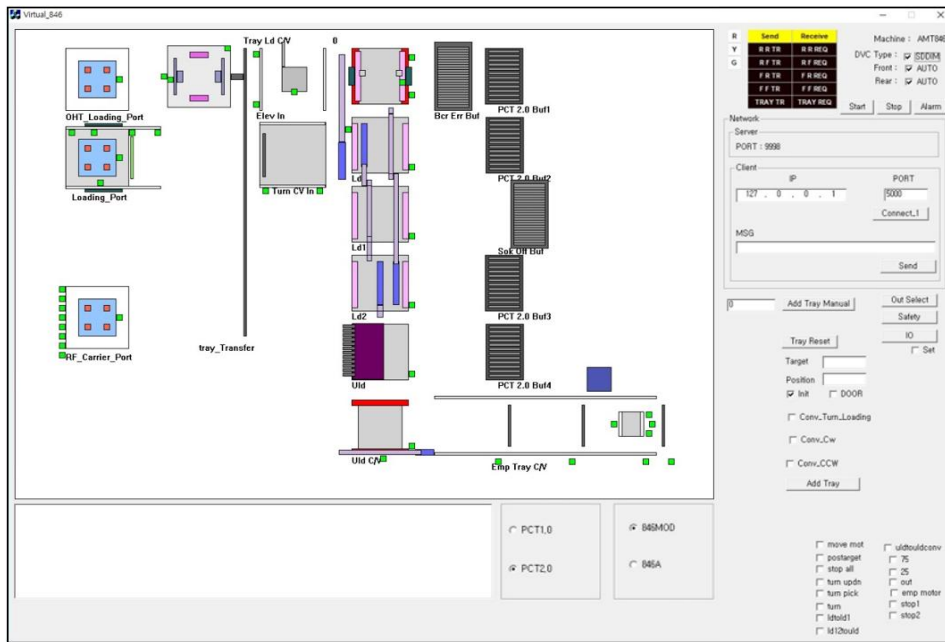 Virtual_846
Tray Ld C/V
0
OHT_Loading_Port
Elev In
Bcr Err Buf
PCT 2.0 Buf1
Loading_Port
Turn CV In
Ld
PCT 2.0 Buf2
Ld1
Sok Off Buf
Ld2
PCT 2.0 Buf3
RF_Carrier_Port
tray_Transfer
Uld
PCT 2.0 Buf4
Uld C/V
Emp Tray C/V
PCT1.0
PCT2.0
846MOD
846A
R
Y
G
Send Receive
R R TR R R REQ
R F TR R F REQ
F R TR F R REQ
F F TR F F REQ
TRAY TR TRAY REQ
Machine : AMT846
DVC Type : SDDIM
Front : AUTO
Rear : AUTO
Start Stop Alarm
Network
Server
PORT : 9998
Client
IP PORT
127 . 0 . 0 . 1 5000
Connect_1
MSG
Send
0 Add Tray Manual Out Select
Safety
IO
Set
Tray Reset
Target
Position
Init DOOR
Conv_Turn_Loading
Conv_Cw
Conv_CCW
Add Tray
move mot
postarget
stop all
turn updn
turn pick
turn
ldtold1
ld12tould
uldtouldconv
75
25
out
emp motor
stop1
stop2